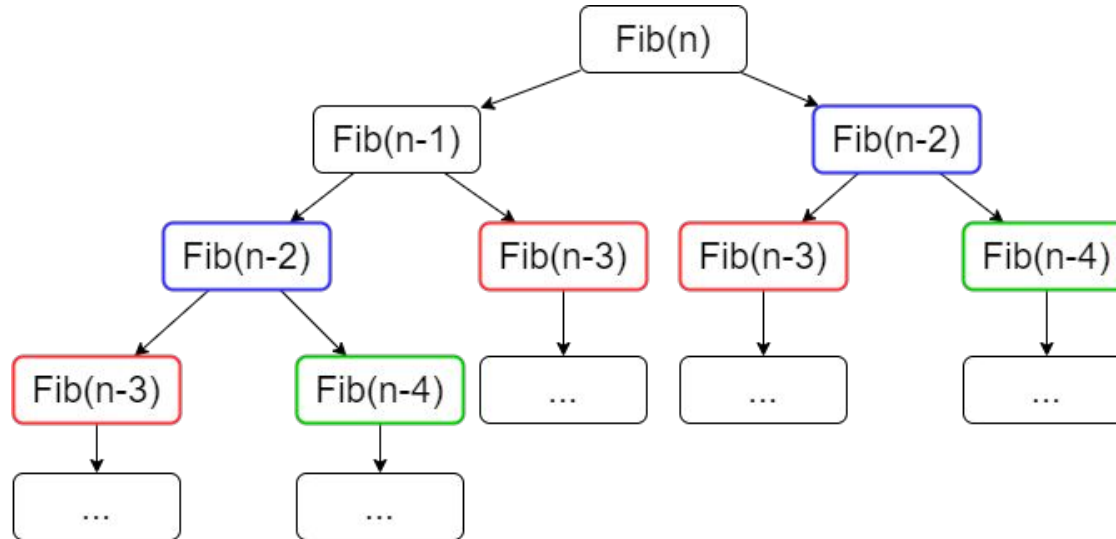 Fib(n)
Fib(n-1)
Fib(n-2)
Fib(n-2)
Fib(n-3)
Fib(n-3)
Fib(n-4)
Fib(n-3)
Fib(n-4)
...
...
...
...
...